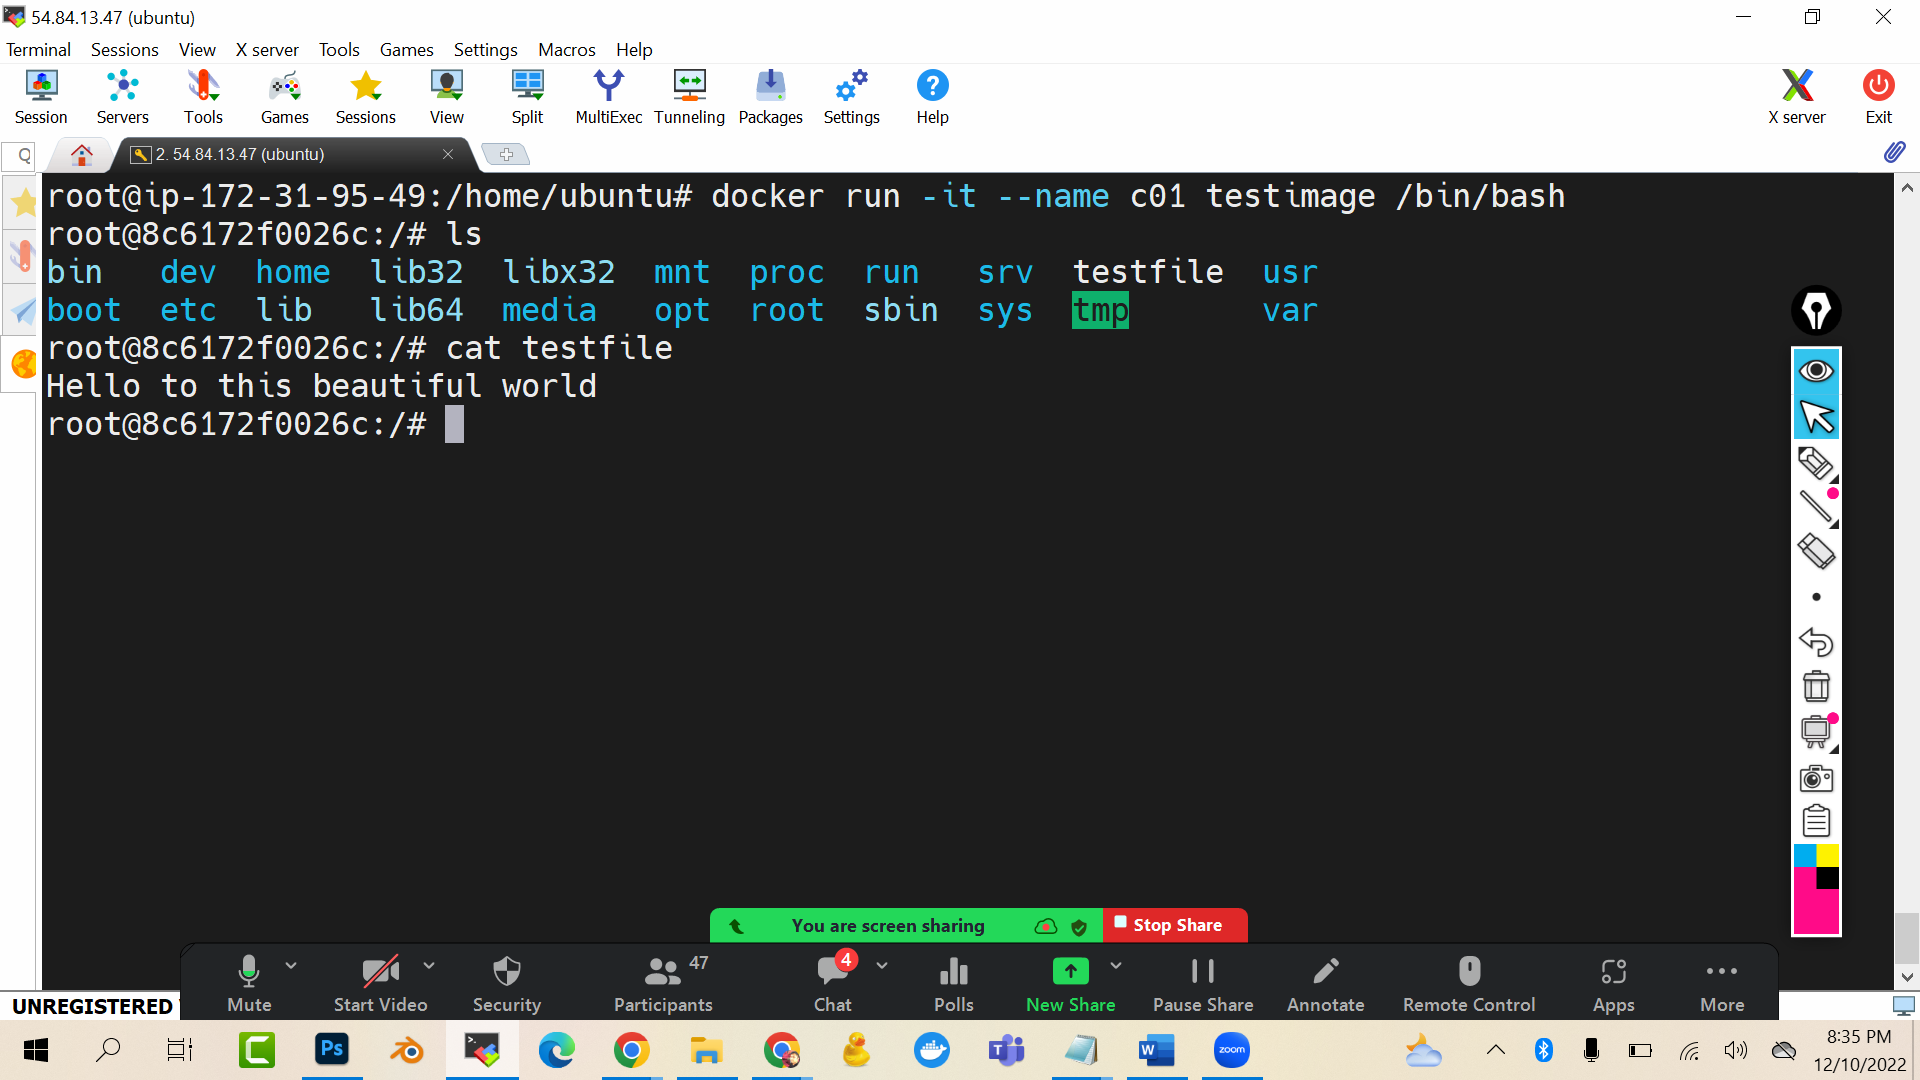 54.84.13.47 (ubuntu)
Terminal Sessions View X server Tools Games Settings Macros Help
Session Servers Tools Games Sessions View Split MultiExec Tunneling Packages Settings Help X server Exit
2. 54.84.13.47 (ubuntu)
root@ip-172-31-95-49:/home/ubuntu# docker run -it --name c01 testimage /bin/bash
root@8c6172f0026c:/# ls
bin dev home lib32 libx32 mnt proc run srv testfile usr
boot etc lib lib64 media opt root sbin sys tmp var
root@8c6172f0026c:/# cat testfile
Hello to this beautiful world
root@8c6172f0026c:/#
You are screen sharing Stop Share
47 4
Mute Start Video Security Participants Chat Polls New Share Pause Share Annotate Remote Control Apps More
UNREGISTERED
Ps
W
zoom
8:35 PM
12/10/2022